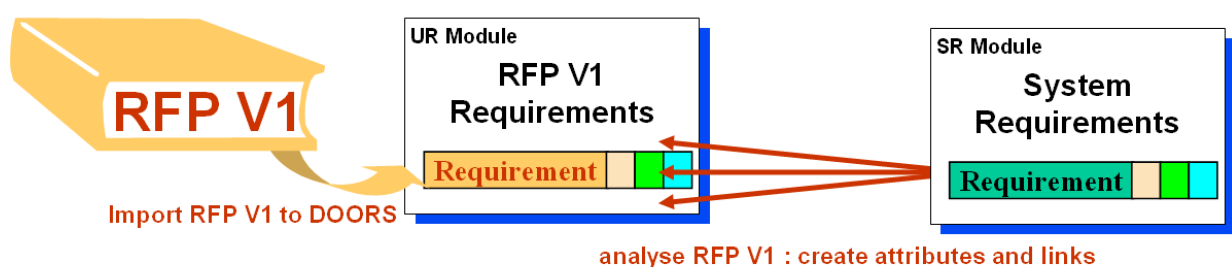 RFP V1
Import RFP V1 to DOORS
UR Module
RFP V1
Requirements
Requirement
SR Module
System
Requirements
Requirement
analyse RFP V1 : create attributes and links